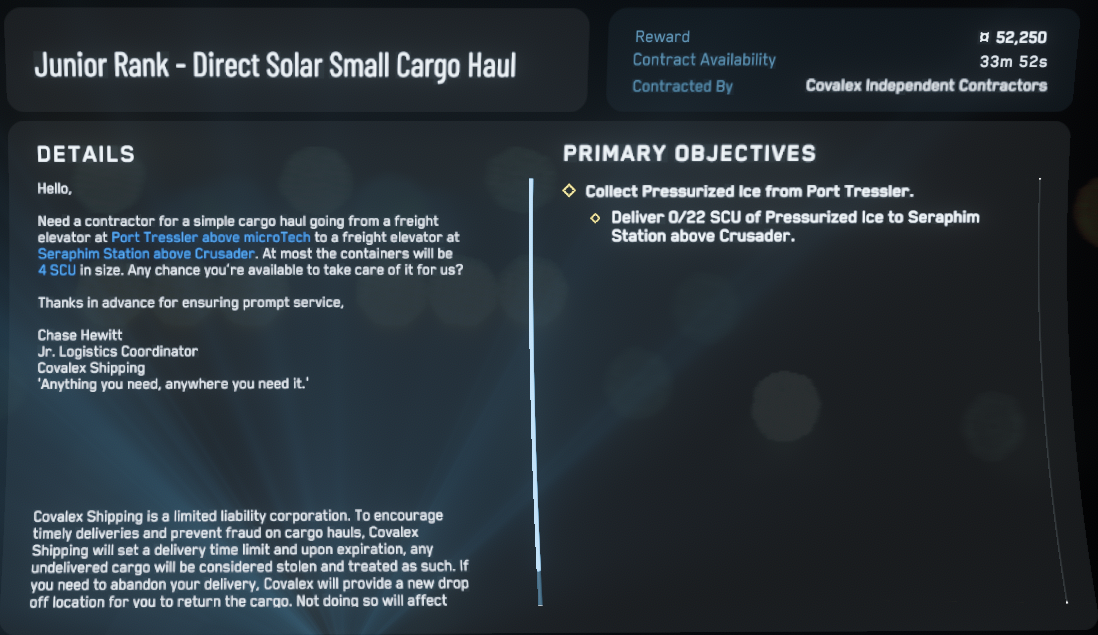 Junior Rank - Direct Solar Small Cargo Haul
Reward ¤ 52,250
Contract Availability 33m 52s
Contracted By Covalex Independent Contractors
DETAILS
Hello,
Need a contractor for a simple cargo haul going from a freight
elevator at Port Tressler above microTech to a freight elevator at
Seraphim Station above Crusader. At most the containers will be
4 SCU in size. Any chance you're available to take care of it for us?
Thanks in advance for ensuring prompt service,
Chase Hewitt
Jr. Logistics Coordinator
Covalex Shipping
'Anything you need, anywhere you need it.'
Covalex Shipping is a limited liability corporation. To encourage
timely deliveries and prevent fraud on cargo hauls, Covalex
Shipping will set a delivery time limit and upon expiration, any
undelivered cargo will be considered stolen and treated as such. If
you need to abandon your delivery, Covalex will provide a new drop
off location for you to return the cargo. Not doing so will affect
PRIMARY OBJECTIVES
Collect Pressurized Ice from Port Tressler.
Deliver 0/22 SCU of Pressurized Ice to Seraphim
Station above Crusader.